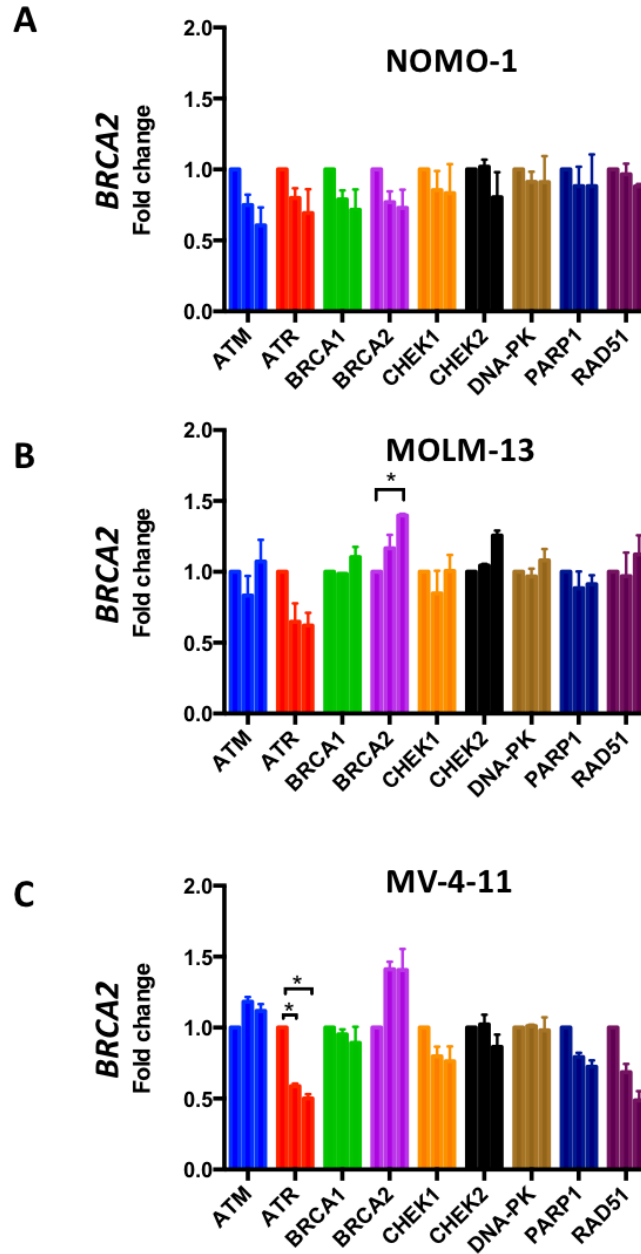 A
NOMO-1
BRCA2
Fold change
2.0
1.5
1.0
0.5
0.0
ATM
ATR
BRCA1
BRCA2
CHEK1
CHEK2
DNA-PK
PARP1
RAD51
B
MOLM-13
BRCA2
Fold change
2.0
1.5
1.0
0.5
0.0
*
ATM
ATR
BRCA1
BRCA2
CHEK1
CHEK2
DNA-PK
PARP1
RAD51
C
MV-4-11
BRCA2
Fold change
2.0
1.5
1.0
0.5
0.0
*
*
ATM
ATR
BRCA1
BRCA2
CHEK1
CHEK2
DNA-PK
PARP1
RAD51